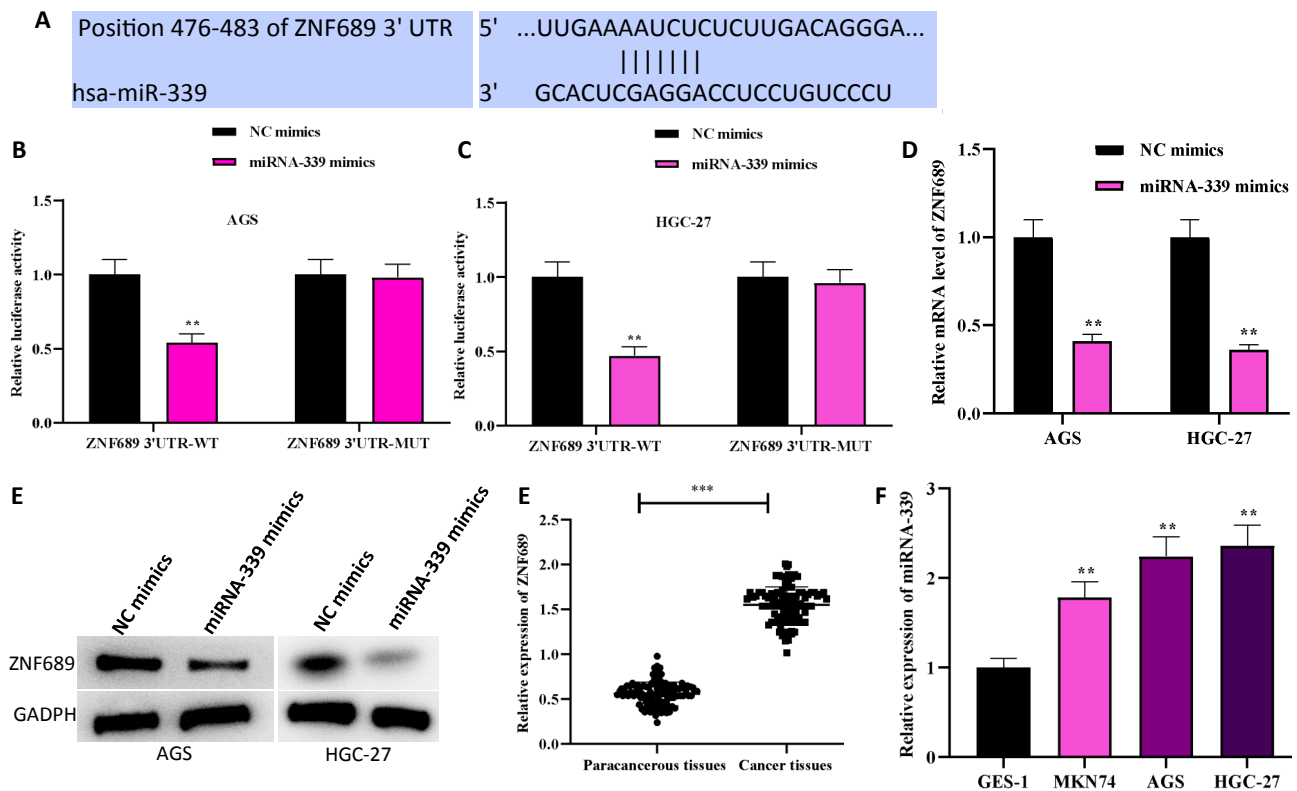 A
Position 476-483 of ZNF689 3' UTR 5' ...UUGAAAAUCUCUCUUGACAGGGA...
|||||||
hsa-miR-339 3' GCACUCGAGGACCUCCUGUCCCU
B
NC mimics
miRNA-339 mimics
AGS
Relative luciferase activity
1.5
1.0
0.5
0.0
**
ZNF689 3'UTR-WT ZNF689 3'UTR-MUT
C
NC mimics
miRNA-339 mimics
HGC-27
Relative luciferase activity
1.5
1.0
0.5
0.0
**
ZNF689 3'UTR-WT ZNF689 3'UTR-MUT
D
NC mimics
miRNA-339 mimics
Relative mRNA level of ZNF689
1.5
1.0
0.5
0.0
** **
AGS HGC-27
E
NC mimics
miRNA-339 mimics
NC mimics
miRNA-339 mimics
ZNF689
GADPH
AGS HGC-27
E
***
Relative expression of ZNF689
2.5
2.0
1.5
1.0
0.5
0.0
Paracancerous tissues Cancer tissues
F
Relative expression of miRNA-339
3
2
1
0
** ** **
GES-1 MKN74 AGS HGC-27